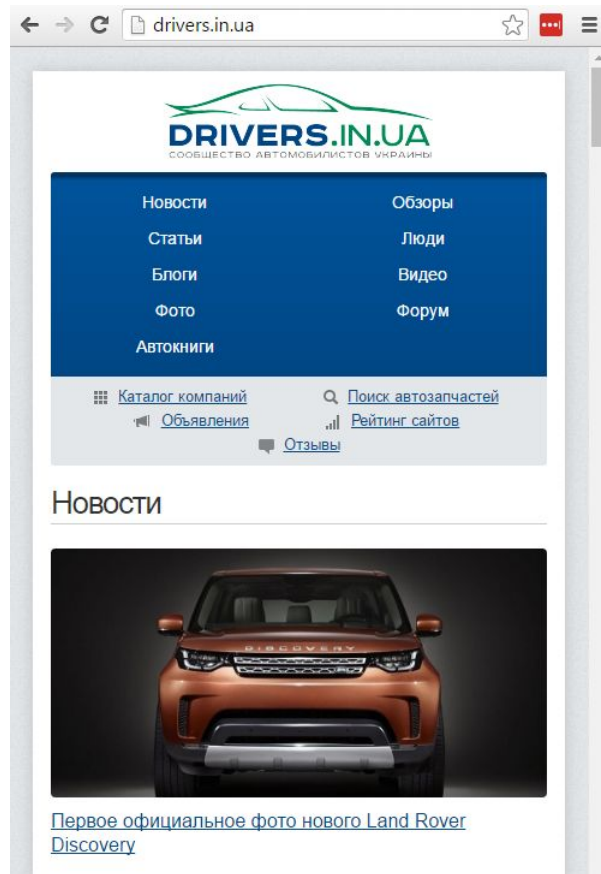 drivers.in.ua
DRIVERS.IN.UA
СООБЩЕСТВО АВТОМОБИЛИСТОВ УКРАИНЫ
Новости Обзоры
Статьи Люди
Блоги Видео
Фото Форум
Автокниги
Каталог компаний Поиск автозапчастей
Объявления Рейтинг сайтов
Отзывы
Новости
DISCOVERY
Первое официальное фото нового Land Rover
Discovery